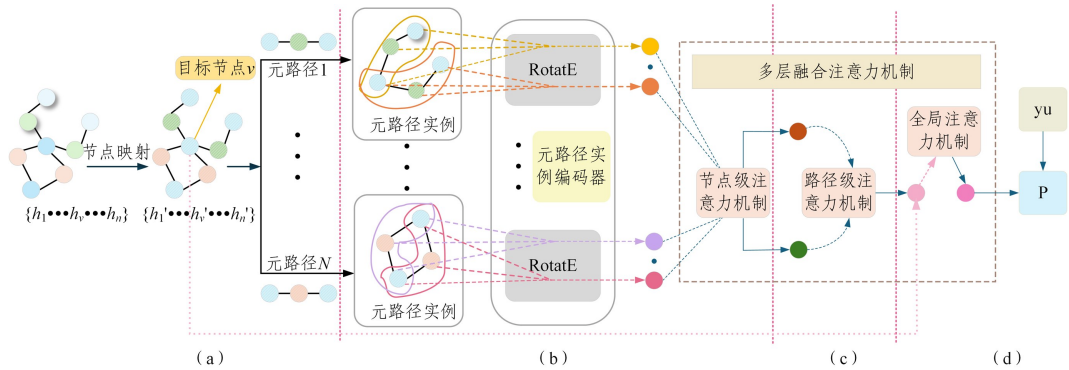 目标节点v
节点映射
{h₁•••hᵥ•••hₙ}
{h₁'•••hᵥ'•••hₙ'}
元路径1
元路径N
元路径实例
元路径实例
RotatE
元路径实
例编码器
RotatE
多层融合注意力机制
节点级注
意力机制
路径级注
意力机制
全局注意
力机制
yu
P
(a)
(b)
(c)
(d)